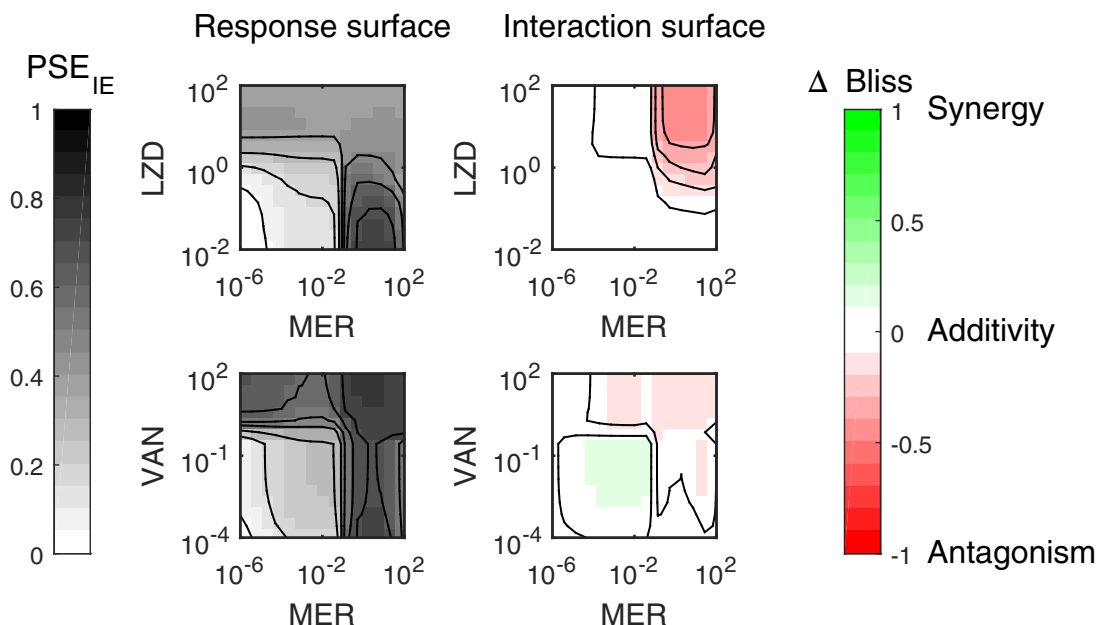 Response surface
Interaction surface
PSE_IE
1
0.8
0.6
0.4
0.2
0
10^2
10^0
10^-2
LZD
10^-6
10^-2
10^2
MER
10^2
10^0
10^-2
LZD
10^-6
10^-2
10^2
MER
Δ Bliss
1
0.5
0
-0.5
-1
Synergy
Additivity
Antagonism
10^2
10^-1
10^-4
VAN
10^-6
10^-2
10^2
MER
10^2
10^-1
10^-4
VAN
10^-6
10^-2
10^2
MER